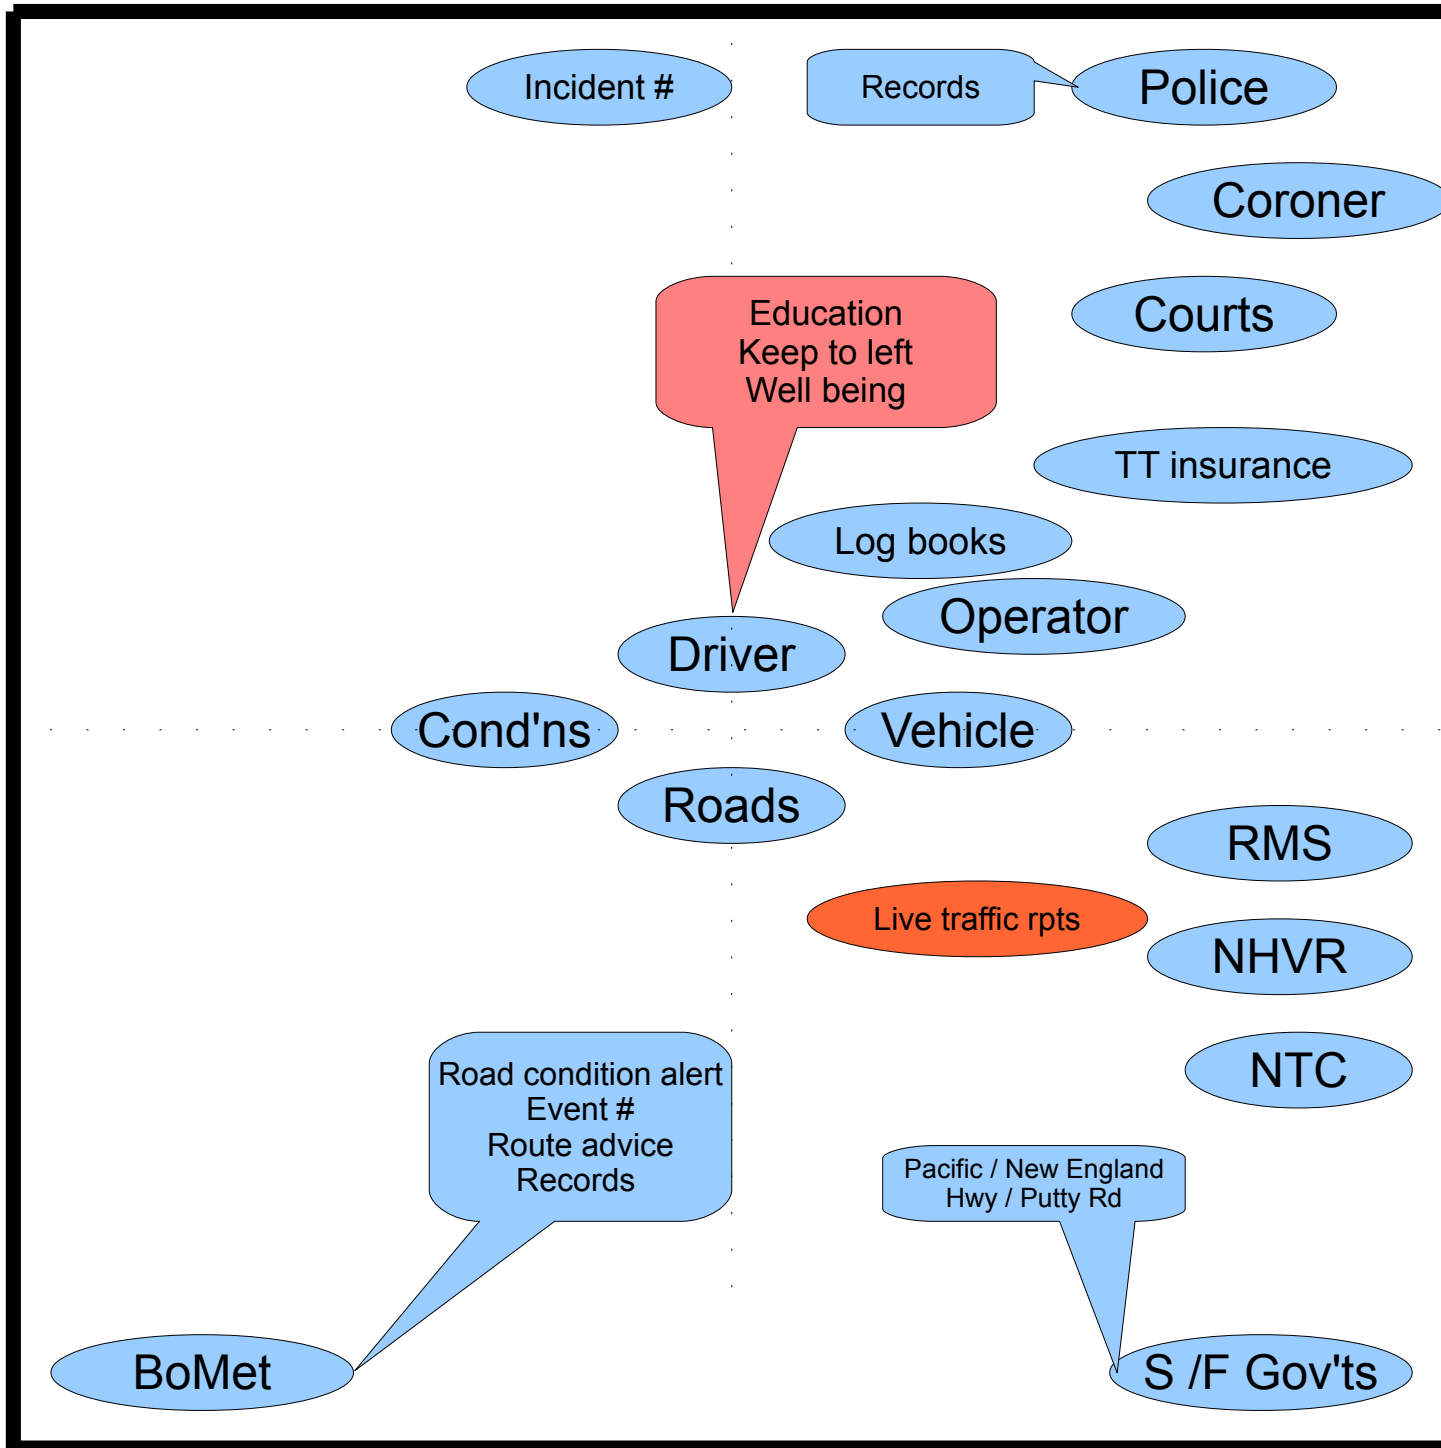 Incident #
Records
Police
Coroner
Education
Keep to left
Well being
Courts
TT insurance
Log books
Operator
Driver
Cond'ns
Vehicle
Roads
RMS
Live traffic rpts
NHVR
Road condition alert
Event #
Route advice
Records
NTC
Pacific / New England
Hwy / Putty Rd
BoMet
S /F Gov'ts